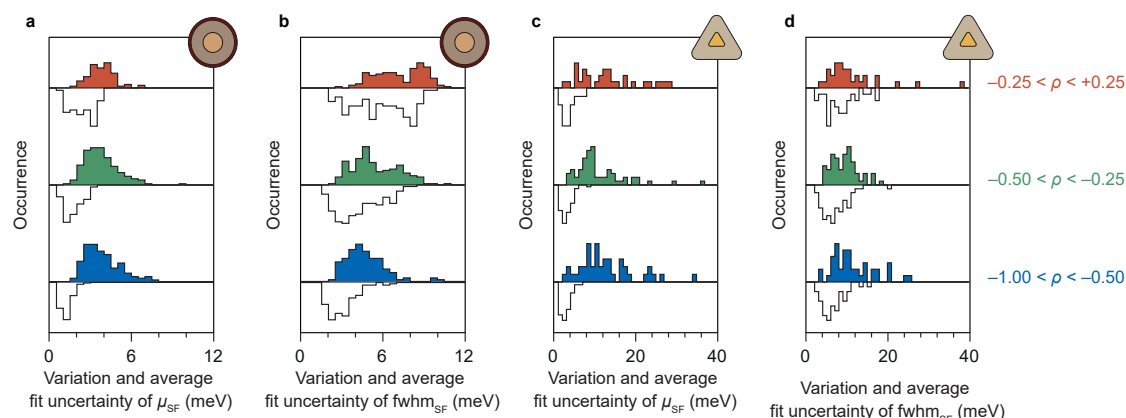 a
b
c
d
Occurrence
Occurrence
Occurrence
Occurrence
–0.25 < ρ < +0.25
–0.50 < ρ < –0.25
–1.00 < ρ < –0.50
0 6 12
0 6 12
0 20 40
0 20 40
Variation and average
fit uncertainty of μSF (meV)
Variation and average
fit uncertainty of fwhmSF (meV)
Variation and average
fit uncertainty of μSF (meV)
Variation and average
fit uncertainty of fwhmSF (meV)